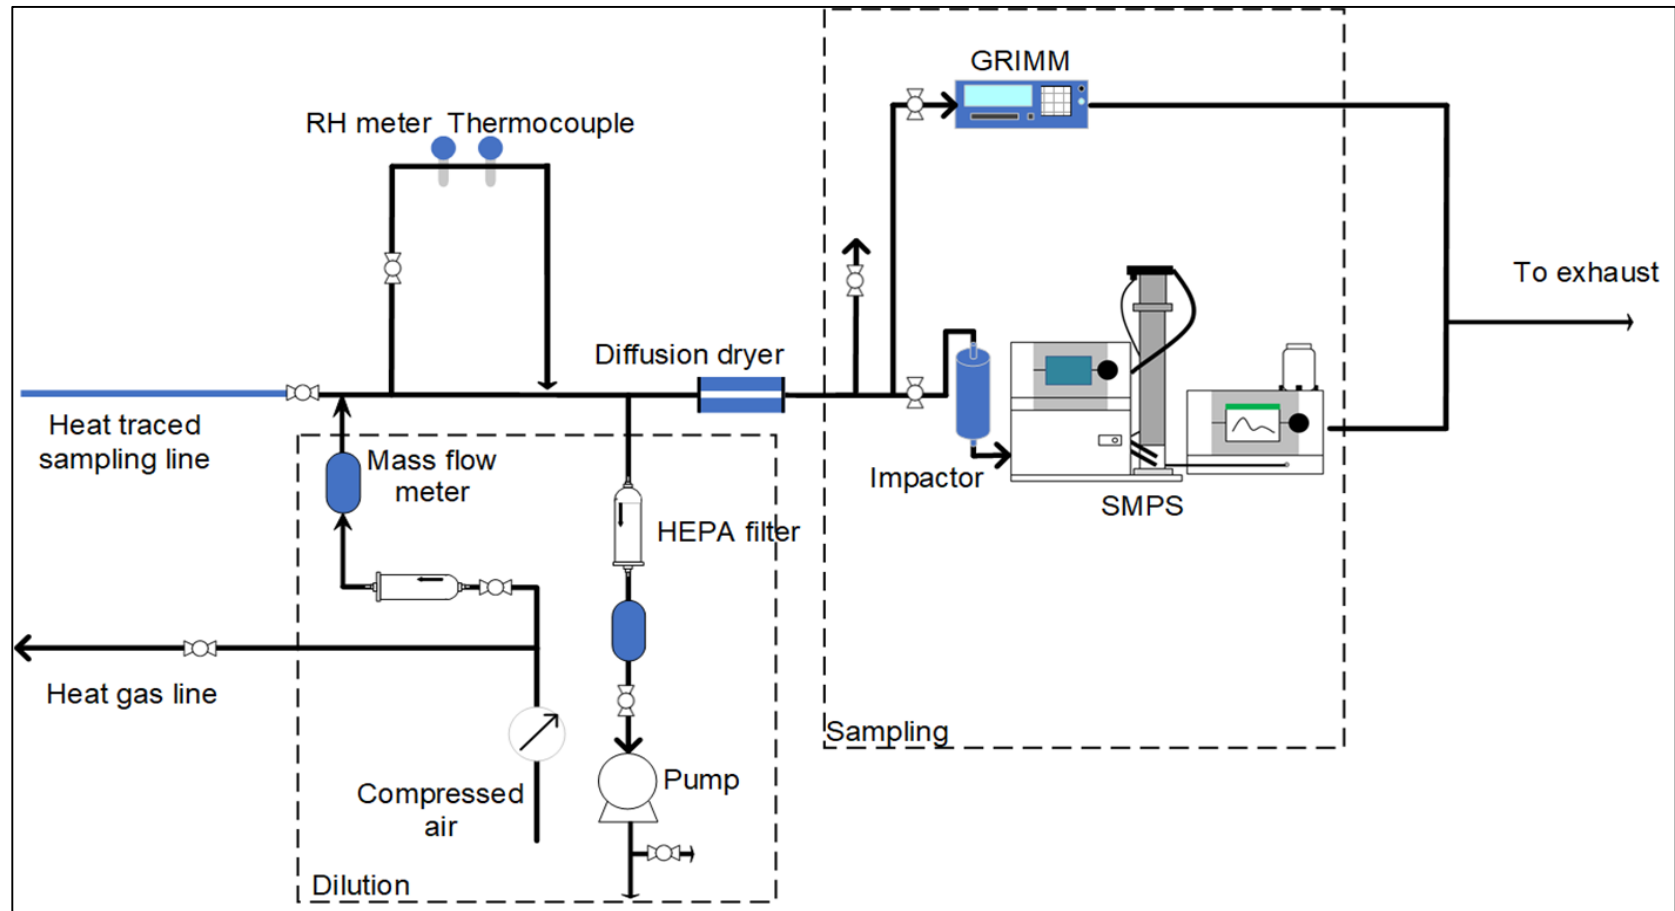 GRIMM
RH meter Thermocouple
To exhaust
Diffusion dryer
Heat traced
sampling line
Mass flow
meter
Impactor
SMPS
HEPA filter
Heat gas line
Sampling
Pump
Compressed
air
Dilution